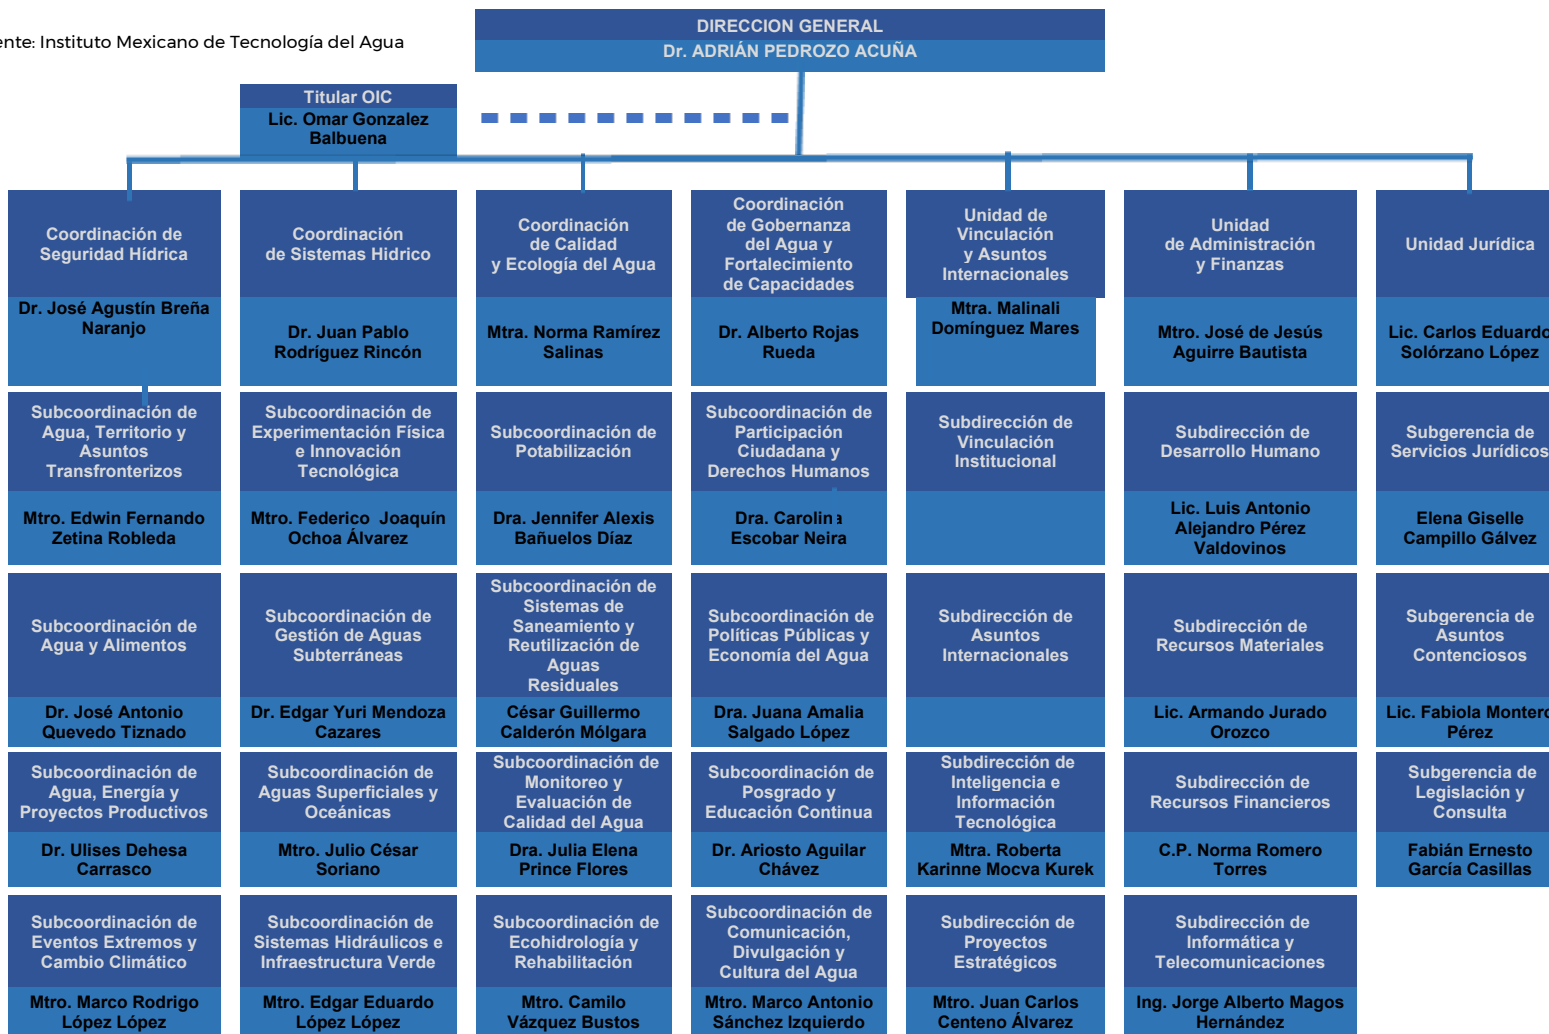 ente: Instituto Mexicano de Tecnología del Agua
DIRECCION GENERAL
Dr. ADRIÁN PEDROZO ACUÑA
Titular OIC
Lic. Omar Gonzalez
Balbuena
Coordinación de
Seguridad Hídrica
Dr. José Agustín Breña
Naranjo
Subcoordinación de
Agua, Territorio y
Asuntos
Transfronterizos
Mtro. Edwin Fernando
Zetina Robleda
Subcoordinación de
Agua y Alimentos
Dr. José Antonio
Quevedo Tiznado
Subcoordinación de
Agua, Energía y
Proyectos Productivos
Dr. Ulises Dehesa
Carrasco
Subcoordinación de
Eventos Extremos y
Cambio Climático
Mtro. Marco Rodrigo
López López
Coordinación
de Sistemas Hidrico
Dr. Juan Pablo
Rodríguez Rincón
Subcoordinación de
Experimentación Física
e Innovación
Tecnológica
Mtro. Federico  Joaquín
Ochoa Álvarez
Subcoordinación de
Gestión de Aguas
Subterráneas
Dr. Edgar Yuri Mendoza
Cazares
Subcoordinación de
Aguas Superficiales y
Oceánicas
Mtro. Julio César
Soriano
Subcoordinación de
Sistemas Hidráulicos e
Infraestructura Verde
Mtro. Edgar Eduardo
López López
Coordinación
de Calidad
y Ecología del Agua
Mtra. Norma Ramírez
Salinas
Subcoordinación de
Potabilización
Dra. Jennifer Alexis
Bañuelos Díaz
Subcoordinación de
Sistemas de
Saneamiento y
Reutilización de
Aguas
Residuales
César Guillermo
Calderón Mólgara
Subcoordinación de
Monitoreo y
Evaluación de
Calidad del Agua
Dra. Julia Elena
Prince Flores
Subcoordinación de
Ecohidrología y
Rehabilitación
Mtro. Camilo
Vázquez Bustos
Coordinación
de Gobernanza
del Agua y
Fortalecimiento
de Capacidades
Dr. Alberto Rojas
Rueda
Subcoordinación de
Participación
Ciudadana y
Derechos Humanos
Dra. Carolina
Escobar Neira
Subcoordinación de
Políticas Públicas y
Economía del Agua
Dra. Juana Amalia
Salgado López
Subcoordinación de
Posgrado y
Educación Continua
Dr. Ariosto Aguilar
Chávez
Subcoordinación de
Comunicación,
Divulgación y
Cultura del Agua
Mtro. Marco Antonio
Sánchez Izquierdo
Unidad de
Vinculación
y Asuntos
Internacionales
Mtra. Malinali
Domínguez Mares
Subdirección de
Vinculación
Institucional
Subdirección de
Asuntos
Internacionales
Subdirección de
Inteligencia e
Información
Tecnológica
Mtra. Roberta
Karinne Mocva Kurek
Subdirección de
Proyectos
Estratégicos
Mtro. Juan Carlos
Centeno Álvarez
Unidad
de Administración
y Finanzas
Mtro. José de Jesús
Aguirre Bautista
Subdirección de
Desarrollo Humano
Lic. Luis Antonio
Alejandro Pérez
Valdovinos
Subdirección de
Recursos Materiales
Lic. Armando Jurado
Orozco
Subdirección de
Recursos Financieros
C.P. Norma Romero
Torres
Subdirección de
Informática y
Telecomunicaciones
Ing. Jorge Alberto Magos
Hernández
Unidad Jurídica
Lic. Carlos Eduardo
Solórzano López
Subgerencia de
Servicios Jurídicos
Elena Giselle
Campillo Gálvez
Subgerencia de
Asuntos
Contenciosos
Lic. Fabiola Montero
Pérez
Subgerencia de
Legislación y
Consulta
Fabián Ernesto
García Casillas